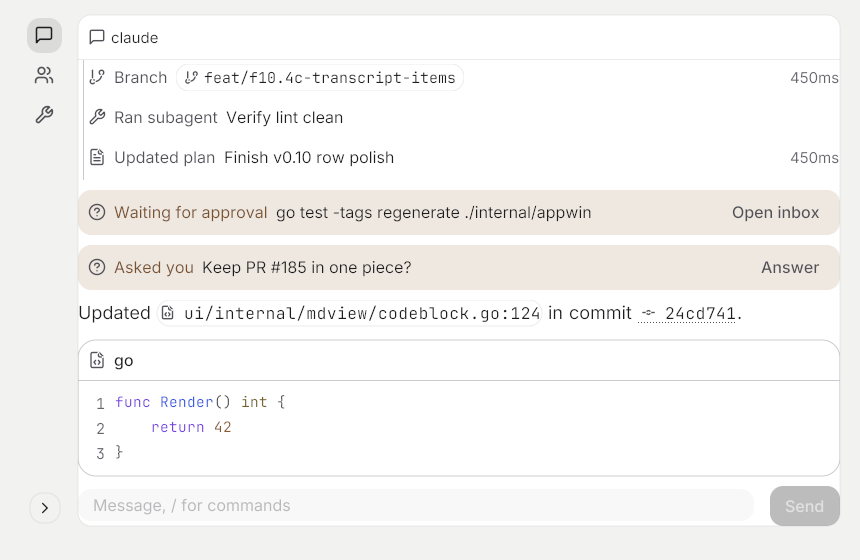 claude
Branch feat/f10.4c-transcript-items 450ms
Ran subagent Verify lint clean
Updated plan Finish v0.10 row polish 450ms
Waiting for approval go test -tags regenerate ./internal/appwin Open inbox
Asked you Keep PR #185 in one piece? Answer
Updated ui/internal/mdview/codeblock.go:124 in commit 24cd741.
go
1 func Render() int {
2     return 42
3 }
Message, / for commands Send